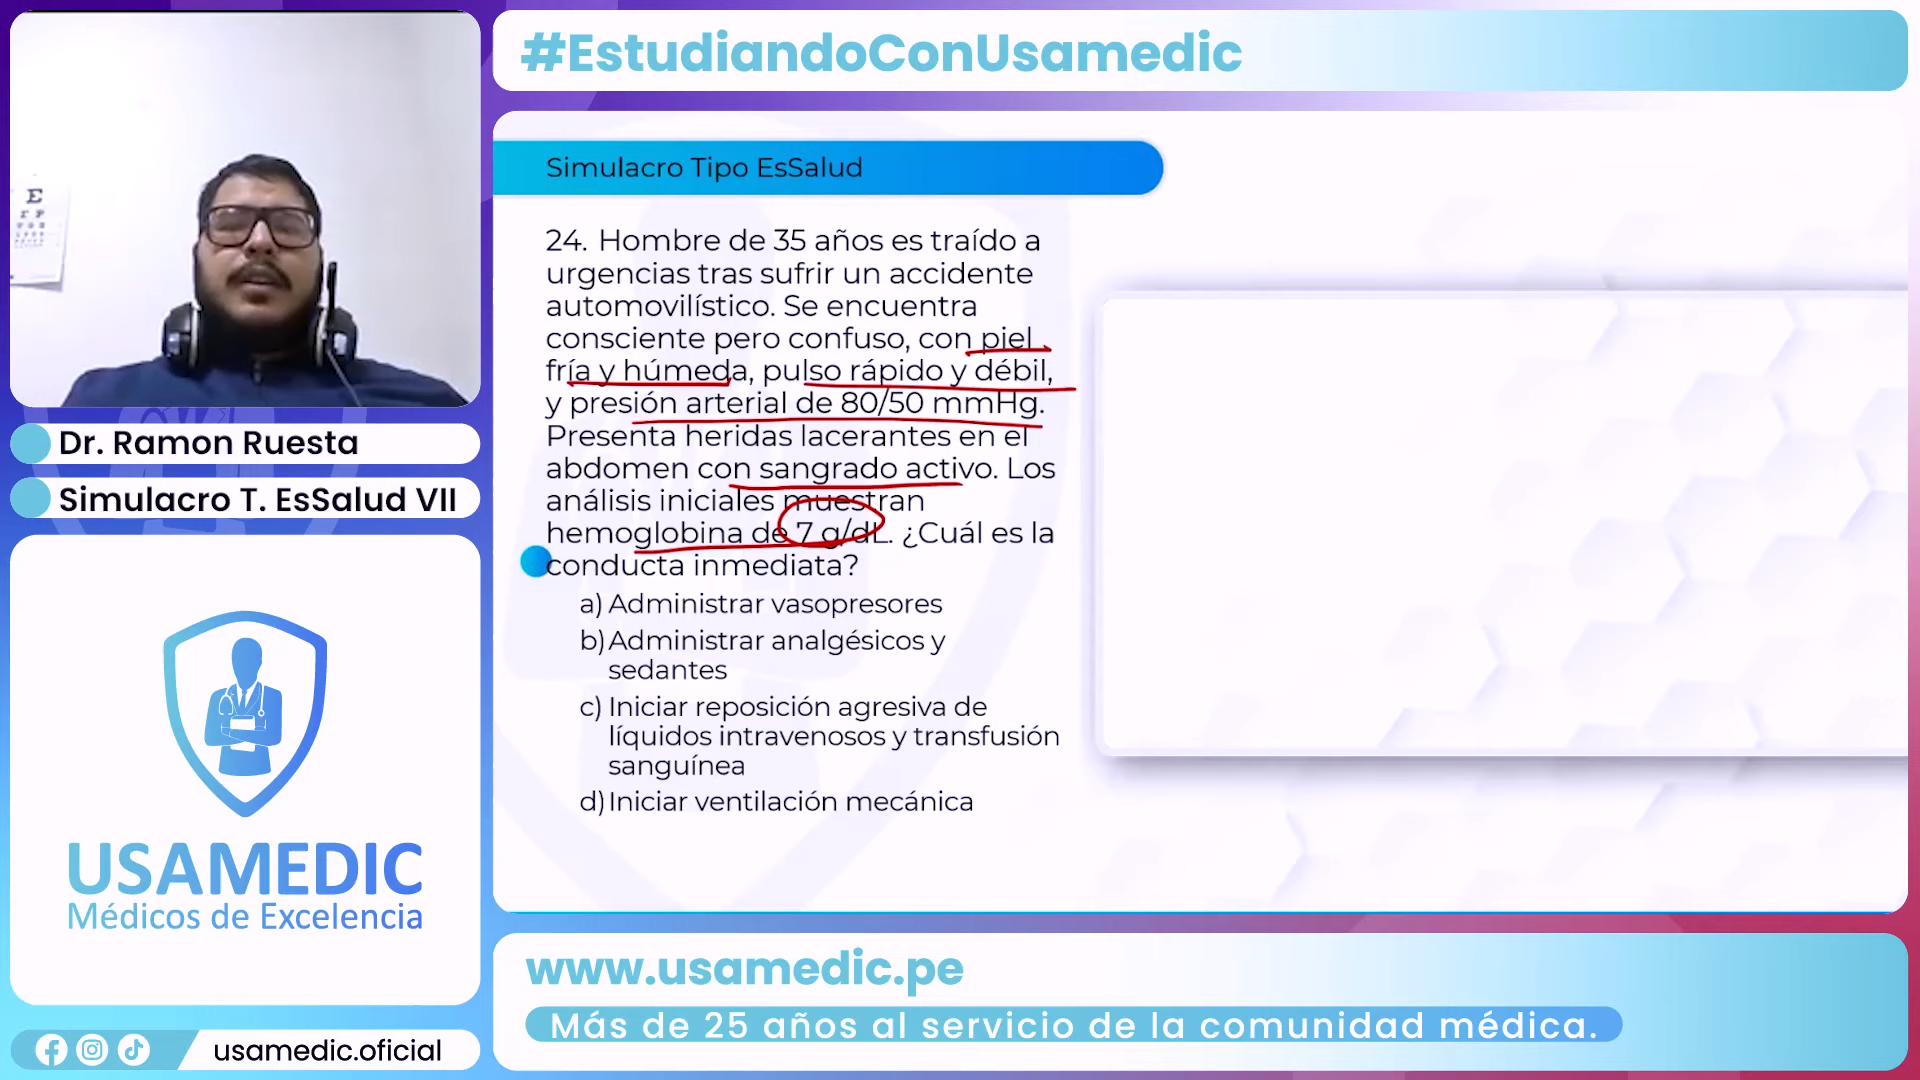 #EstudiandoConUsamedic
Simulacro Tipo EsSalud
24. Hombre de 35 años es traído a
urgencias tras sufrir un accidente
automovilístico. Se encuentra
consciente pero confuso, con piel
fría y húmeda, pulso rápido y débil,
y presión arterial de 80/50 mmHg.
Presenta heridas lacerantes en el
abdomen con sangrado activo. Los
análisis iniciales muestran
hemoglobina de 7 g/dL. ¿Cuál es la
conducta inmediata?
a) Administrar vasopresores
b) Administrar analgésicos y
sedantes
c) Iniciar reposición agresiva de
líquidos intravenosos y transfusión
sanguínea
d) Iniciar ventilación mecánica
E
Dr. Ramon Ruesta
Simulacro T. EsSalud VII
USAMEDIC
Médicos de Excelencia
usamedic.oficial
www.usamedic.pe
Más de 25 años al servicio de la comunidad médica.